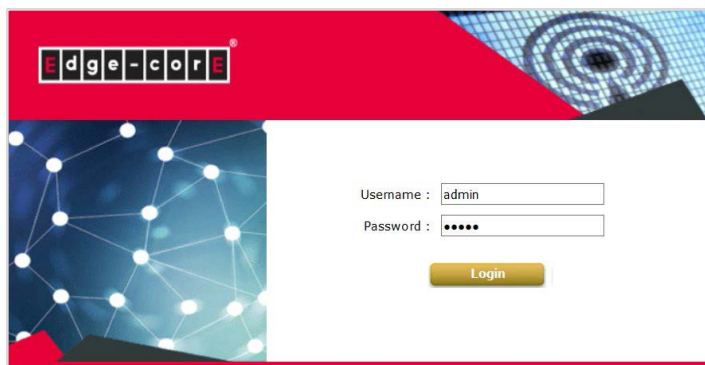 Edge-corE®
Username : admin
Password : •••••
Login